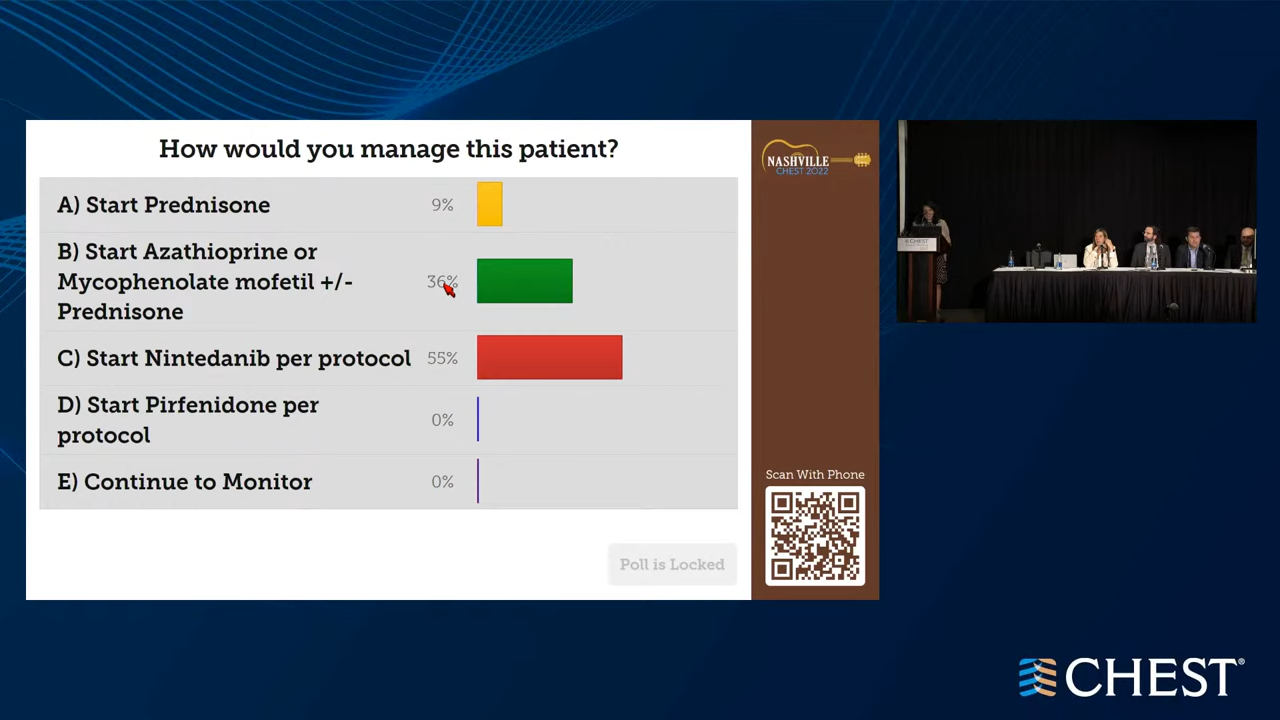 How would you manage this patient?
A) Start Prednisone 9%
B) Start Azathioprine or
Mycophenolate mofetil +/- 36%
Prednisone
C) Start Nintedanib per protocol 55%
D) Start Pirfenidone per
protocol 0%
E) Continue to Monitor 0%
Poll is Locked
NASHVILLE
CHEST 2022
Scan With Phone
CHEST
CHEST®